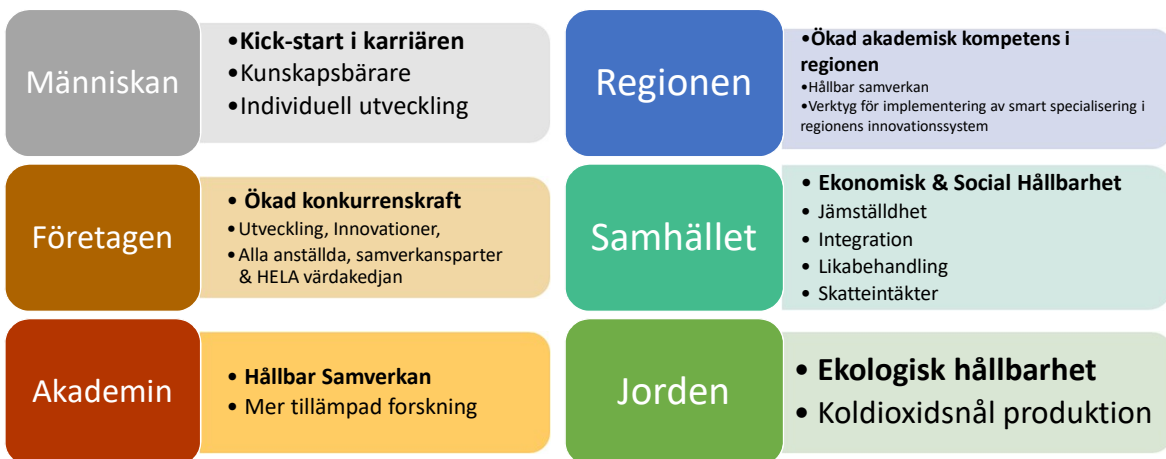 Människan
•Kick-start i karriären
•Kunskapsbärare
•Individuell utveckling
Företagen
• Ökad konkurrenskraft
• Utveckling, Innovationer,
• Alla anställda, samverkansparter
& HELA värdakedjan
Akademin
• Hållbar Samverkan
• Mer tillämpad forskning
Regionen
•Ökad akademisk kompetens i
regionen
•Hållbar samverkan
•Verktyg för implementering av smart specialisering i
regionens innovationssystem
Samhället
• Ekonomisk & Social Hållbarhet
• Jämställdhet
• Integration
• Likabehandling
• Skatteintäkter
Jorden
• Ekologisk hållbarhet
• Koldioxidsnål produktion